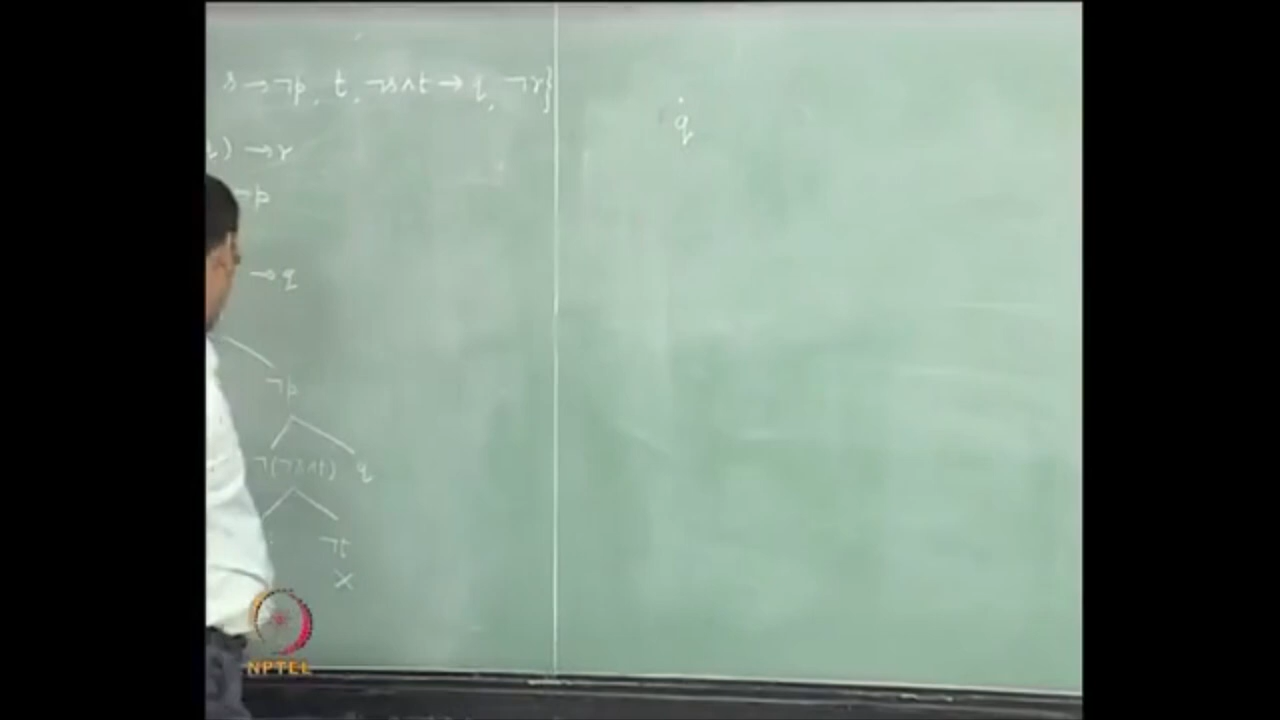 s → ¬p, t, ¬s∧t → q, ¬r}
q) → r
¬p
→ q
¬p
¬(¬s∧t) q
¬t
×
q
NPTEL